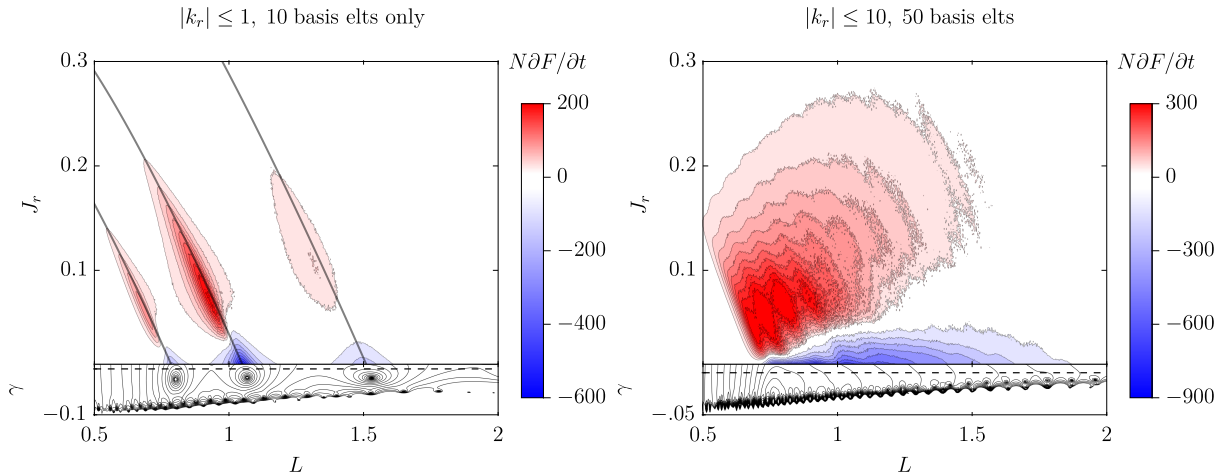 |k_r| ≤ 1, 10 basis elts only
0.3
0.2
0.1
J_r
γ
−0.1
0.5
1
1.5
2
L
N∂F/∂t
200
0
−200
−400
−600
|k_r| ≤ 10, 50 basis elts
0.3
0.2
0.1
J_r
γ
−.05
0.5
1
1.5
2
L
N∂F/∂t
300
0
−300
−600
−900